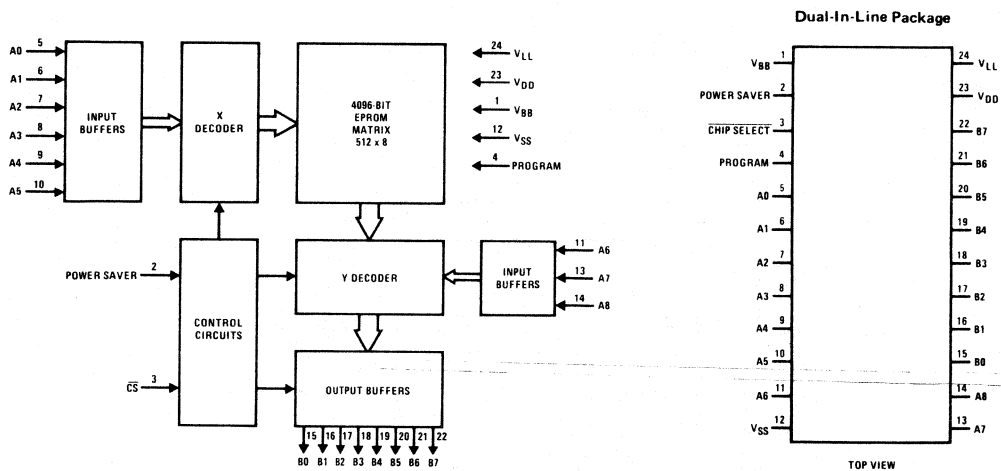 Dual-In-Line Package
A0 5
A1 6
A2 7
A3 8
A4 9
A5 10
INPUT
BUFFERS
X
DECODER
4096-BIT
EPROM
MATRIX
512 x 8
24 VLL
23 VDD
1 VBB
12 VSS
4 PROGRAM
POWER SAVER 2
CS 3
CONTROL
CIRCUITS
Y DECODER
INPUT
BUFFERS
11 A6
13 A7
14 A8
OUTPUT BUFFERS
15 16 17 18 19 20 21 22
B0 B1 B2 B3 B4 B5 B6 B7
VBB 1
POWER SAVER 2
CHIP SELECT 3
PROGRAM 4
A0 5
A1 6
A2 7
A3 8
A4 9
A5 10
A6 11
VSS 12
24 VLL
23 VDD
22 B7
21 B6
20 B5
19 B4
18 B3
17 B2
16 B1
15 B0
14 A8
13 A7
TOP VIEW